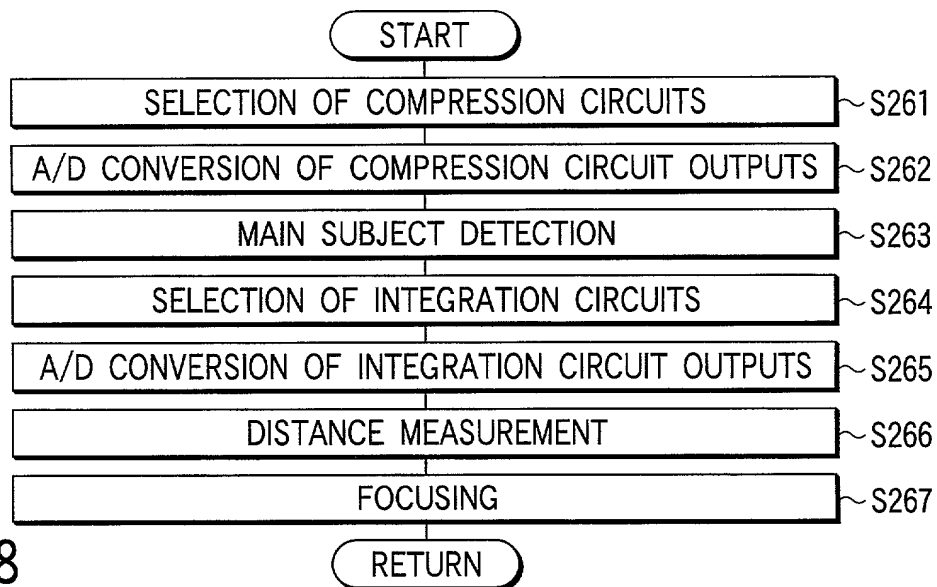 START
SELECTION OF COMPRESSION CIRCUITS S261
A/D CONVERSION OF COMPRESSION CIRCUIT OUTPUTS S262
MAIN SUBJECT DETECTION S263
SELECTION OF INTEGRATION CIRCUITS S264
A/D CONVERSION OF INTEGRATION CIRCUIT OUTPUTS S265
DISTANCE MEASUREMENT S266
FOCUSING S267
RETURN
8